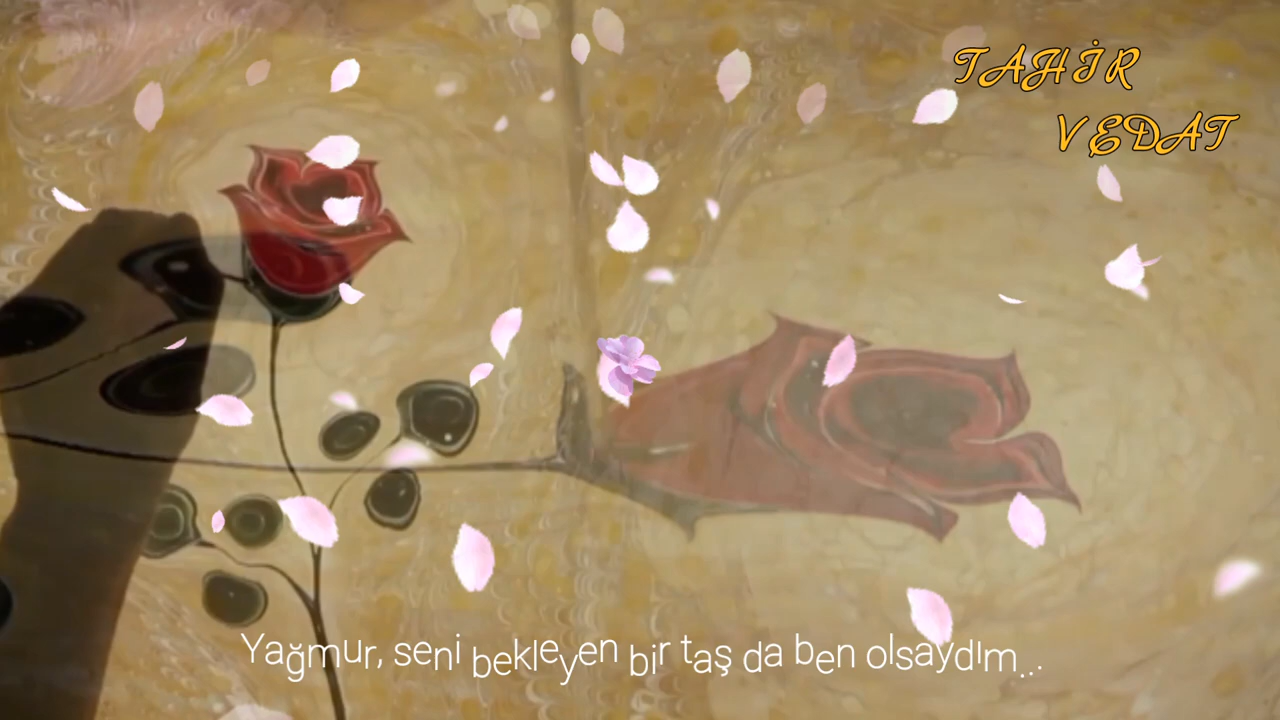 TAHİR
VEDAT
Yağmur, seni bekleyen bir taş da ben olsaydım...